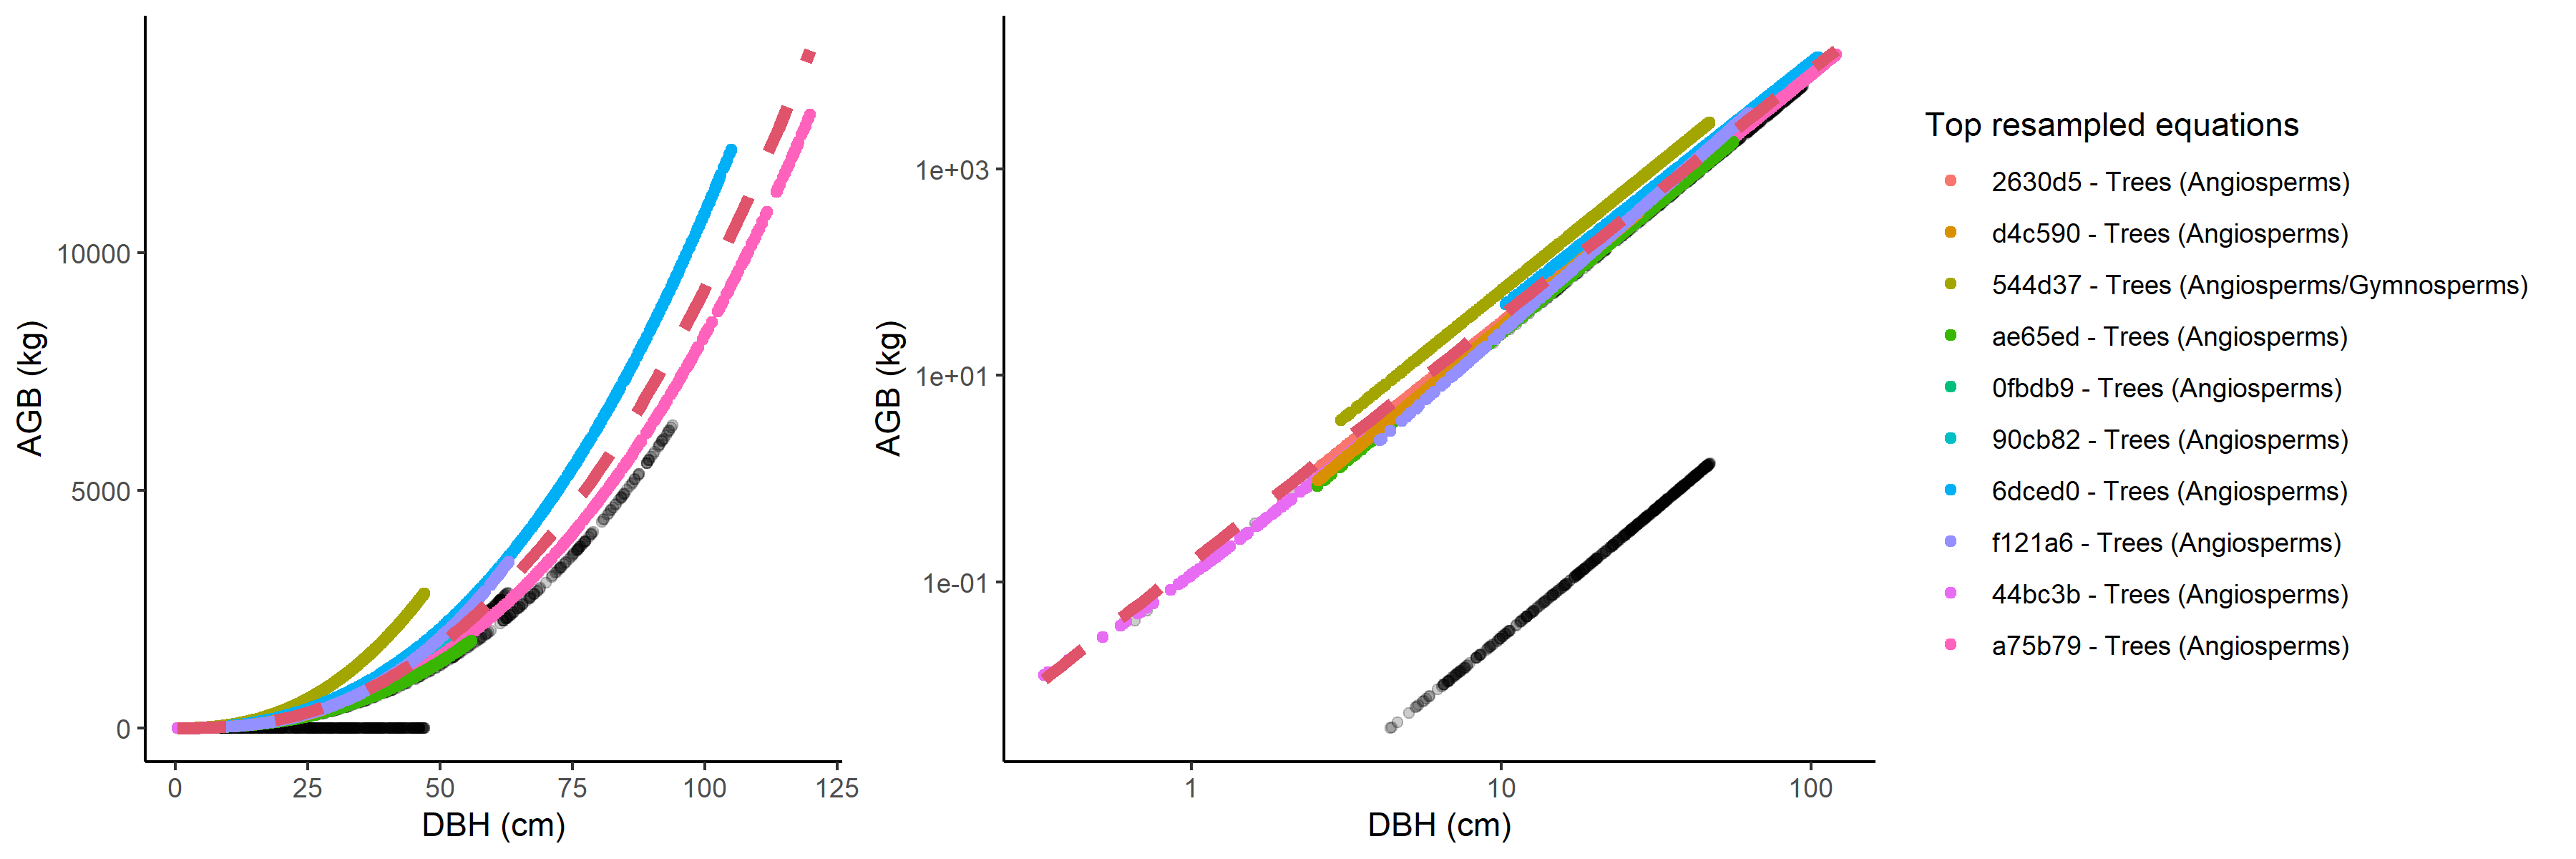 AGB (kg)
10000
5000
0
0 25 50 75 100 125
DBH (cm)
AGB (kg)
1e+03
1e+01
1e-01
1 10 100
DBH (cm)
Top resampled equations
2630d5 - Trees (Angiosperms)
d4c590 - Trees (Angiosperms)
544d37 - Trees (Angiosperms/Gymnosperms)
ae65ed - Trees (Angiosperms)
0fbdb9 - Trees (Angiosperms)
90cb82 - Trees (Angiosperms)
6dced0 - Trees (Angiosperms)
f121a6 - Trees (Angiosperms)
44bc3b - Trees (Angiosperms)
a75b79 - Trees (Angiosperms)